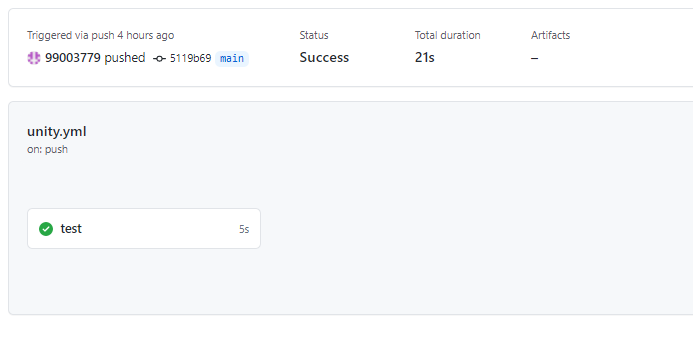 Triggered via push 4 hours ago
Status
Total duration
Artifacts
99003779 pushed 5119b69 main
Success
21s
–
unity.yml
on: push
test
5s